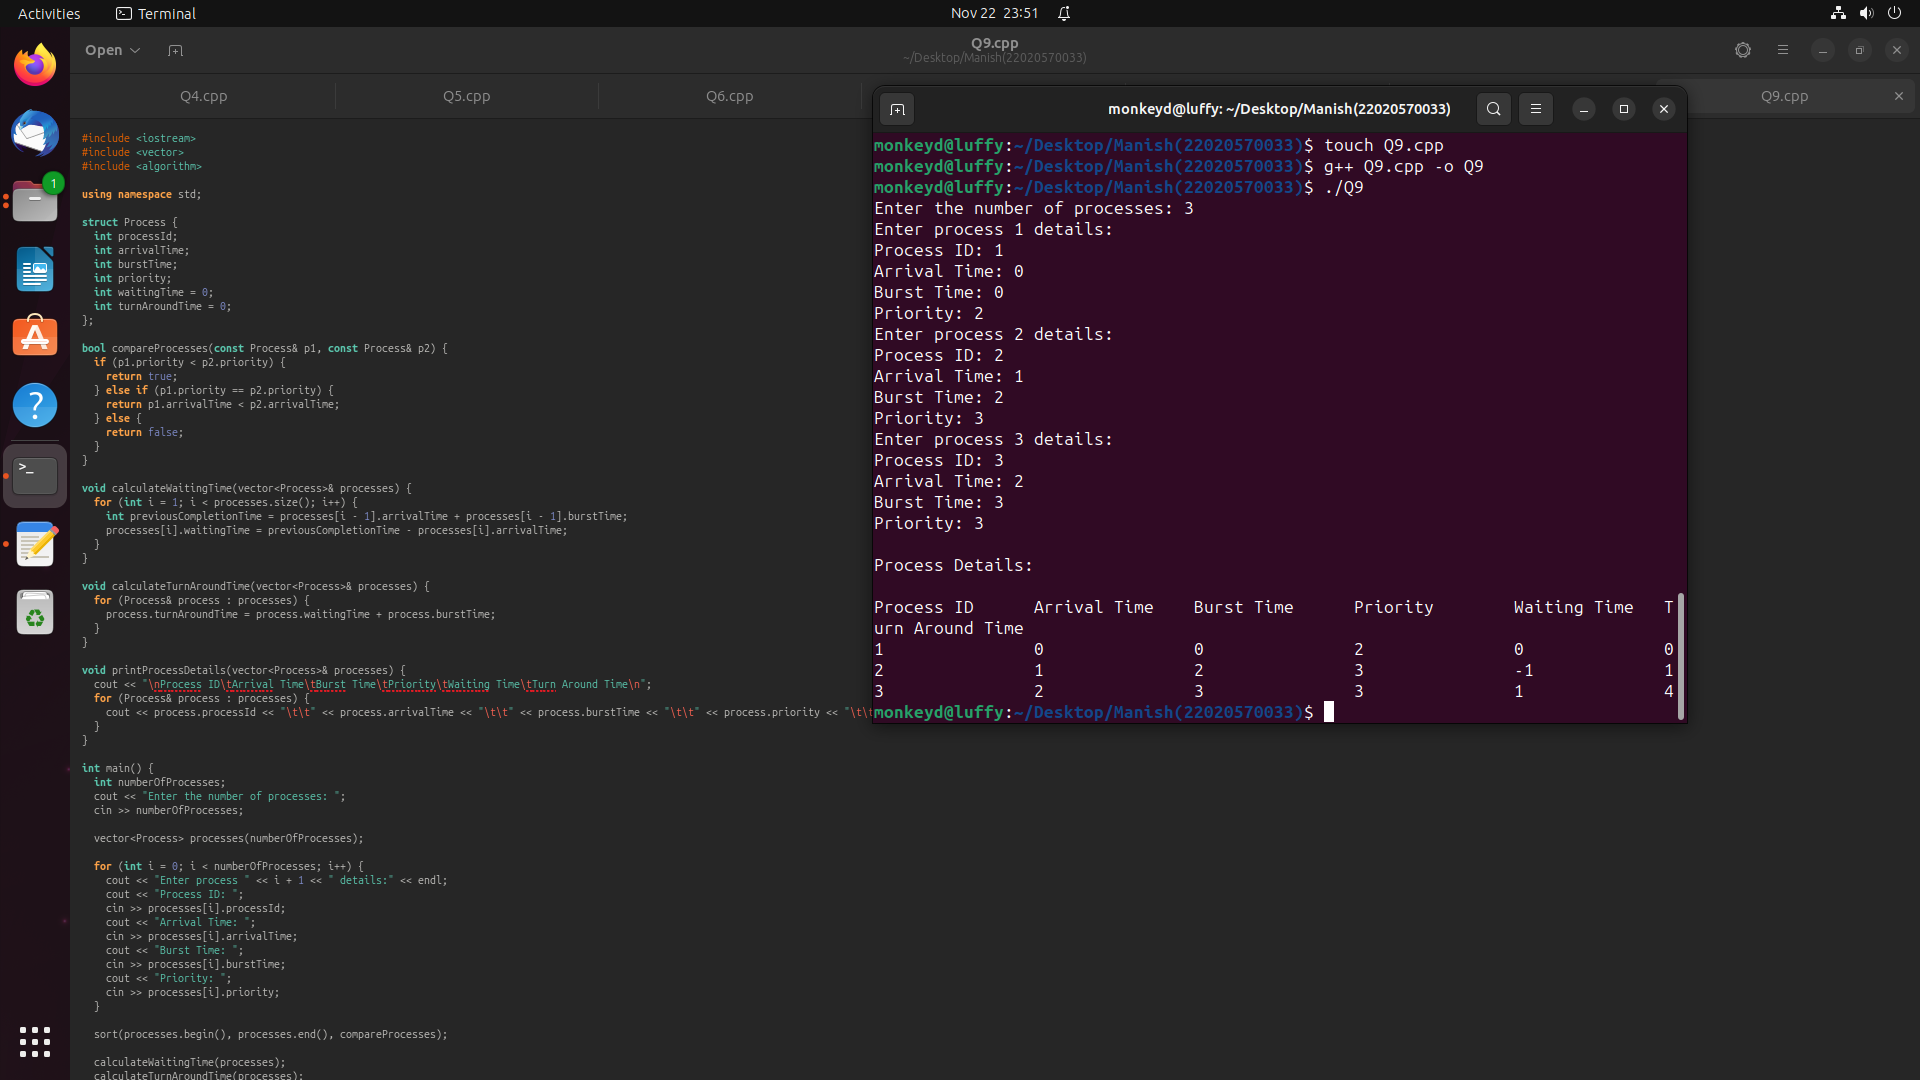 Activities
Terminal
Nov 22 23:51
Open
Q9.cpp
~/Desktop/Manish(22020570033)
Q4.cpp
Q5.cpp
Q6.cpp
Q9.cpp
1
#include <iostream>
#include <vector>
#include <algorithm>
using namespace std;
struct Process {
int processId;
int arrivalTime;
int burstTime;
int priority;
int waitingTime = 0;
int turnAroundTime = 0;
};
bool compareProcesses(const Process& p1, const Process& p2) {
if (p1.priority < p2.priority) {
return true;
} else if (p1.priority == p2.priority) {
return p1.arrivalTime < p2.arrivalTime;
} else {
return false;
}
}
void calculateWaitingTime(vector<Process>& processes) {
for (int i = 1; i < processes.size(); i++) {
int previousCompletionTime = processes[i - 1].arrivalTime + processes[i - 1].burstTime;
processes[i].waitingTime = previousCompletionTime - processes[i].arrivalTime;
}
}
void calculateTurnAroundTime(vector<Process>& processes) {
for (Process& process : processes) {
process.turnAroundTime = process.waitingTime + process.burstTime;
}
}
void printProcessDetails(vector<Process>& processes) {
cout << "\nProcess ID\tArrival Time\tBurst Time\tPriority\tWaiting Time\tTurn Around Time\n";
for (Process& process : processes) {
cout << process.processId << "\t\t" << process.arrivalTime << "\t\t" << process.burstTime << "\t\t" << process.priority << "\t\
}
}
int main() {
int numberOfProcesses;
cout << "Enter the number of processes: ";
cin >> numberOfProcesses;
vector<Process> processes(numberOfProcesses);
for (int i = 0; i < numberOfProcesses; i++) {
cout << "Enter process " << i + 1 << " details:" << endl;
cout << "Process ID: ";
cin >> processes[i].processId;
cout << "Arrival Time: ";
cin >> processes[i].arrivalTime;
cout << "Burst Time: ";
cin >> processes[i].burstTime;
cout << "Priority: ";
cin >> processes[i].priority;
}
sort(processes.begin(), processes.end(), compareProcesses);
calculateWaitingTime(processes);
calculateTurnAroundTime(processes);
monkeyd@luffy: ~/Desktop/Manish(22020570033)
monkeyd@luffy:~/Desktop/Manish(22020570033)$ touch Q9.cpp
monkeyd@luffy:~/Desktop/Manish(22020570033)$ g++ Q9.cpp -o Q9
monkeyd@luffy:~/Desktop/Manish(22020570033)$ ./Q9
Enter the number of processes: 3
Enter process 1 details:
Process ID: 1
Arrival Time: 0
Burst Time: 0
Priority: 2
Enter process 2 details:
Process ID: 2
Arrival Time: 1
Burst Time: 2
Priority: 3
Enter process 3 details:
Process ID: 3
Arrival Time: 2
Burst Time: 3
Priority: 3
Process Details:
Process ID Arrival Time Burst Time Priority Waiting Time T
urn Around Time
1 0 0 2 0 0
2 1 2 3 -1 1
3 2 3 3 1 4
monkeyd@luffy:~/Desktop/Manish(22020570033)$